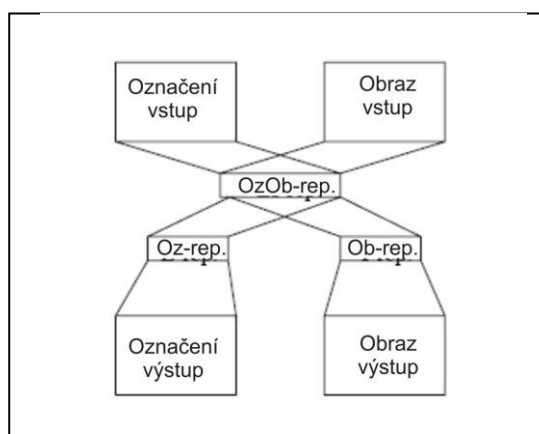 Označení
vstup
Obraz
vstup
OzOb-rep.
Oz-rep.
Ob-rep.
Označení
výstup
Obraz
výstup